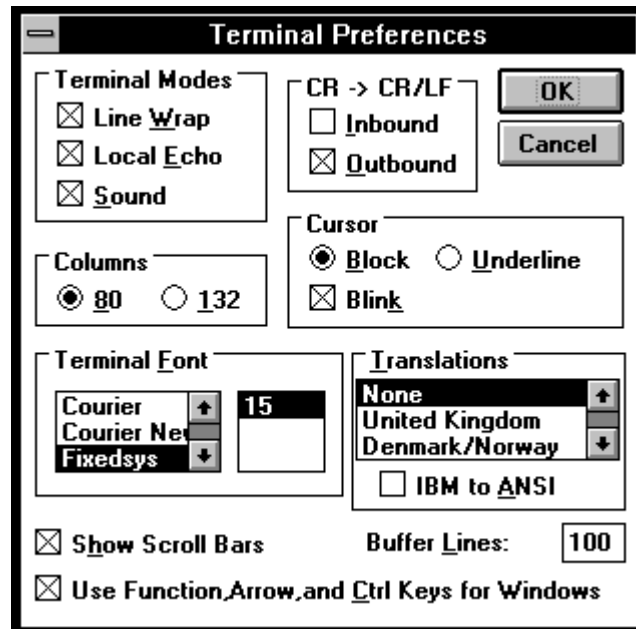 Terminal Preferences
Terminal Modes
Line Wrap
Local Echo
Sound
CR -> CR/LF
Inbound
Outbound
OK
Cancel
Columns
80 132
Cursor
Block Underline
Blink
Terminal Font
Courier
Courier Nev
Fixedsys
15
Translations
None
United Kingdom
Denmark/Norway
IBM to ANSI
Show Scroll Bars
Buffer Lines: 100
Use Function,Arrow,and Ctrl Keys for Windows